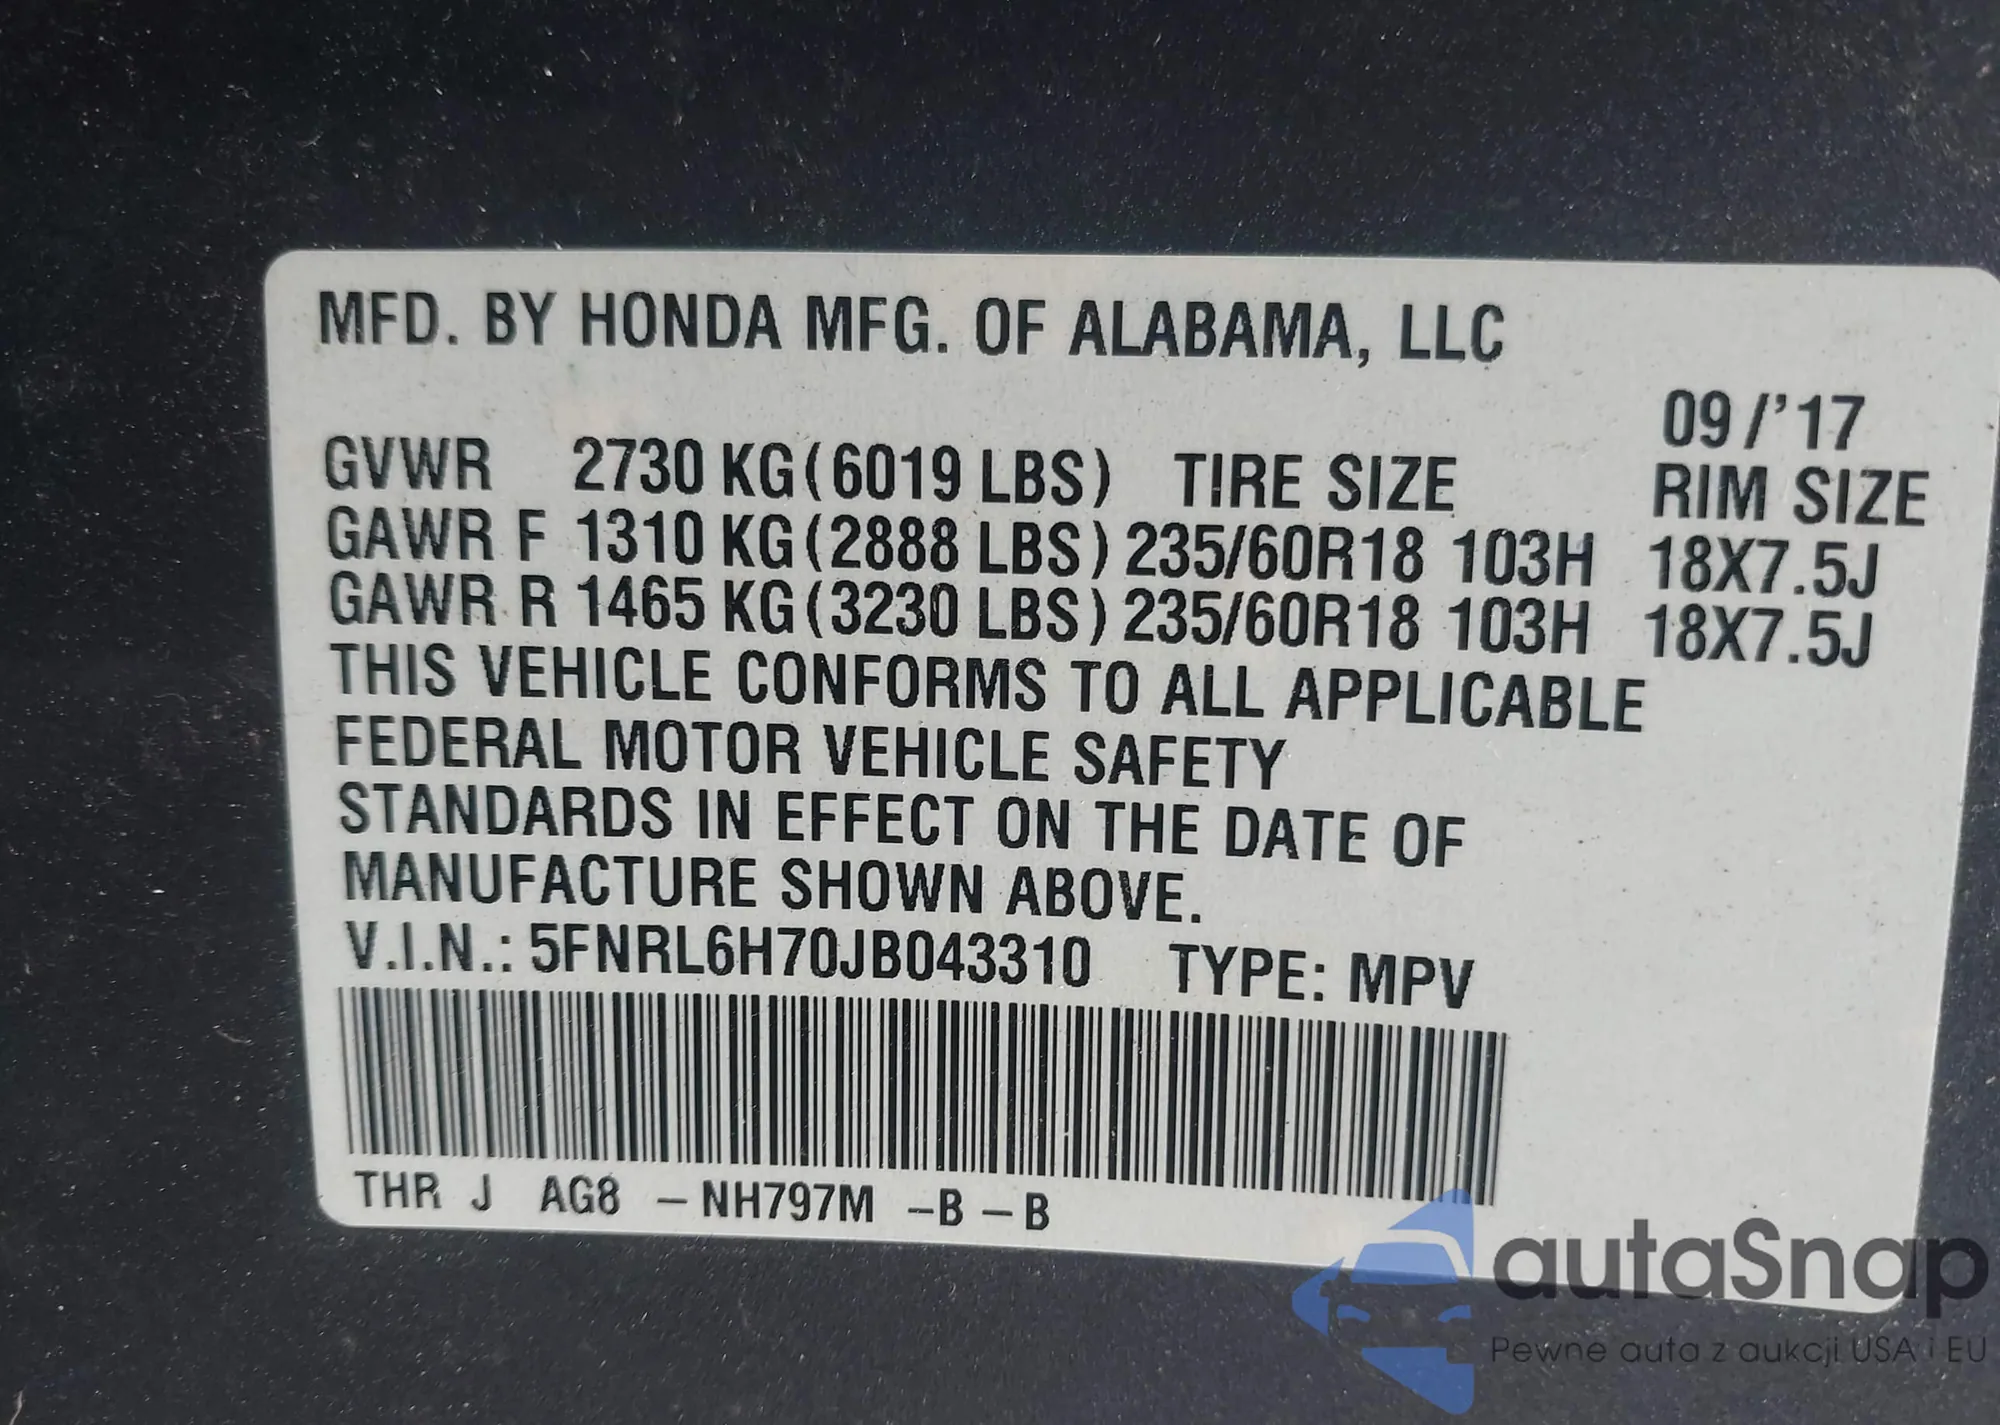 MFD. BY HONDA MFG. OF ALABAMA, LLC
09/'17
GVWR 2730 KG(6019 LBS) TIRE SIZE RIM SIZE
GAWR F 1310 KG(2888 LBS) 235/60R18 103H 18X7.5J
GAWR R 1465 KG(3230 LBS) 235/60R18 103H 18X7.5J
THIS VEHICLE CONFORMS TO ALL APPLICABLE
FEDERAL MOTOR VEHICLE SAFETY
STANDARDS IN EFFECT ON THE DATE OF
MANUFACTURE SHOWN ABOVE.
V.I.N.: 5FNRL6H70JB043310 TYPE: MPV
THR J AG8 -NH797M -B -B
autaSnap
Pewne auta z aukcji USA i EU